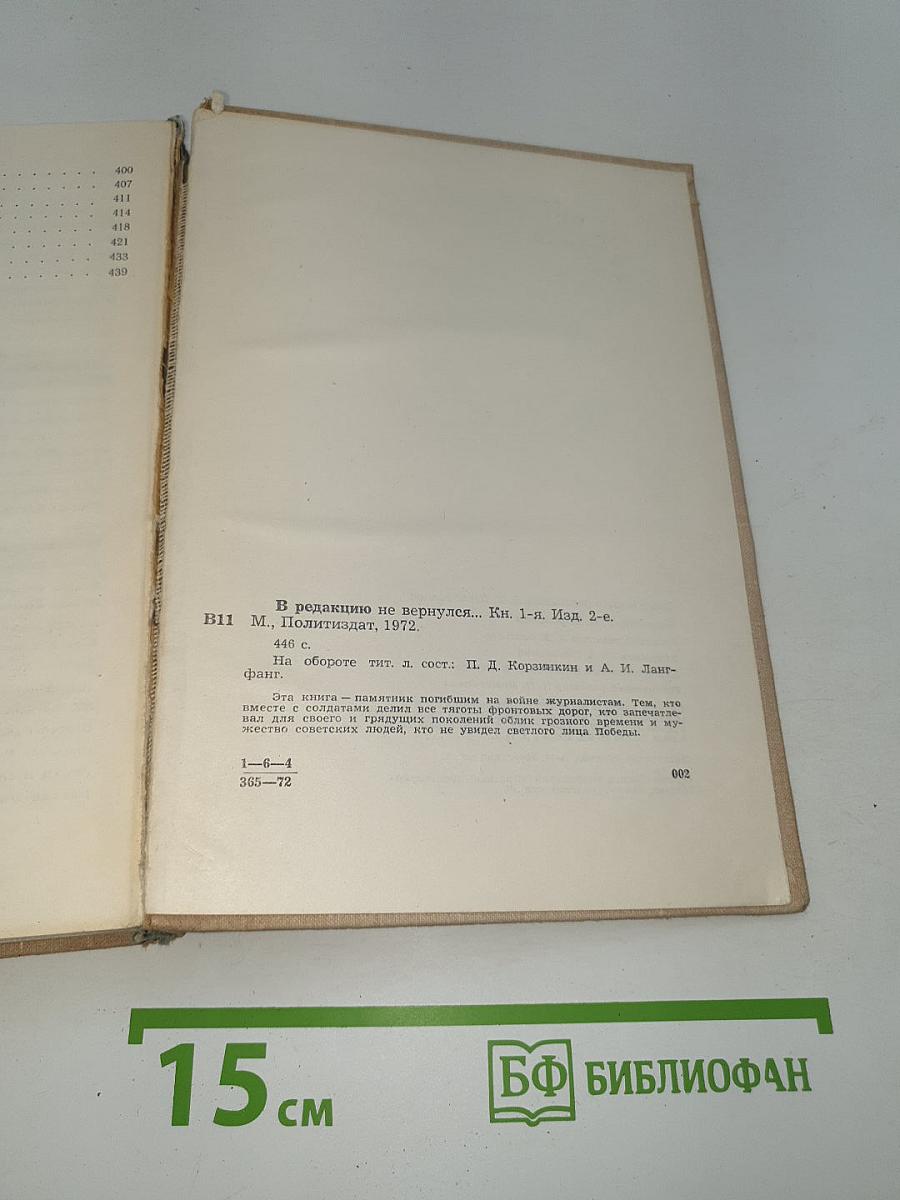 400
407
411
414
418
421
433
439
В редакцию не вернулся... Кн. 1-я. Изд. 2-е.
В11 М., Политиздат, 1972.
446 с.
На обороте тит. л. сост.: П. Д. Корзинкин и А. И. Ланг-
фанг.
Эта книга — памятник погибшим на войне журналистам. Тем, кто
вместе с солдатами делил все тяготы фронтовых дорог, кто запечатле-
вал для своего и грядущих поколений облик грозного времени и му-
жество советских людей, кто не увидел светлого лица Победы.
1—6—4
365—72
002
15 см
БФ БИБЛИОФАН